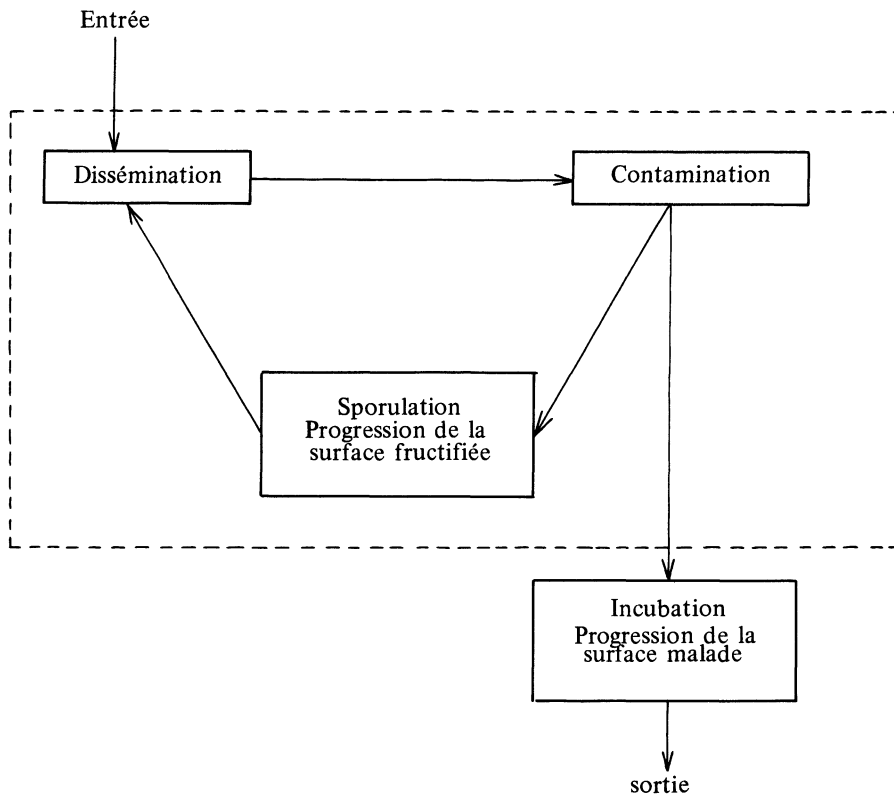 Entrée
Dissémination
Contamination
Sporulation
Progression de la
surface fructifiée
Incubation
Progression de la
surface malade
sortie